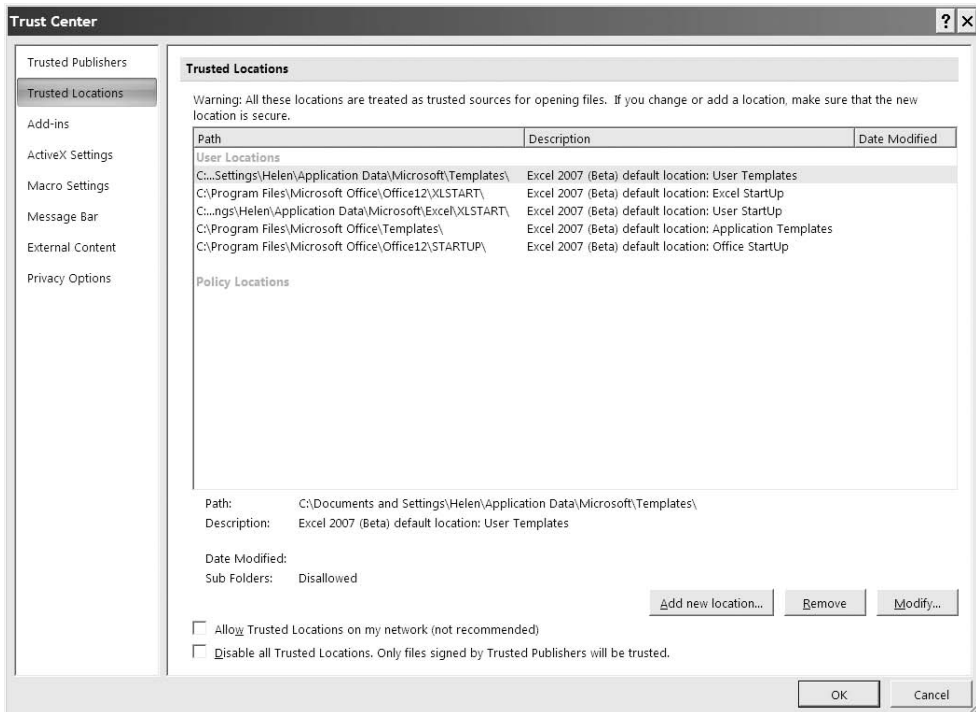 Trust Center
Trusted Publishers
Trusted Locations
Add-ins
ActiveX Settings
Macro Settings
Message Bar
External Content
Privacy Options
Trusted Locations
Warning: All these locations are treated as trusted sources for opening files. If you change or add a location, make sure that the new
location is secure.
Path Description Date Modified
User Locations
C:...Settings\Helen\Application Data\Microsoft\Templates\ Excel 2007 (Beta) default location: User Templates
C:\Program Files\Microsoft Office\Office12\XLSTART\ Excel 2007 (Beta) default location: Excel StartUp
C:...ngs\Helen\Application Data\Microsoft\Excel\XLSTART\ Excel 2007 (Beta) default location: User StartUp
C:\Program Files\Microsoft Office\Templates\ Excel 2007 (Beta) default location: Application Templates
C:\Program Files\Microsoft Office\Office12\STARTUP\ Excel 2007 (Beta) default location: Office StartUp
Policy Locations
Path: C:\Documents and Settings\Helen\Application Data\Microsoft\Templates\
Description: Excel 2007 (Beta) default location: User Templates
Date Modified:
Sub Folders: Disallowed
Add new location... Remove Modify...
Allow Trusted Locations on my network (not recommended)
Disable all Trusted Locations. Only files signed by Trusted Publishers will be trusted.
OK Cancel